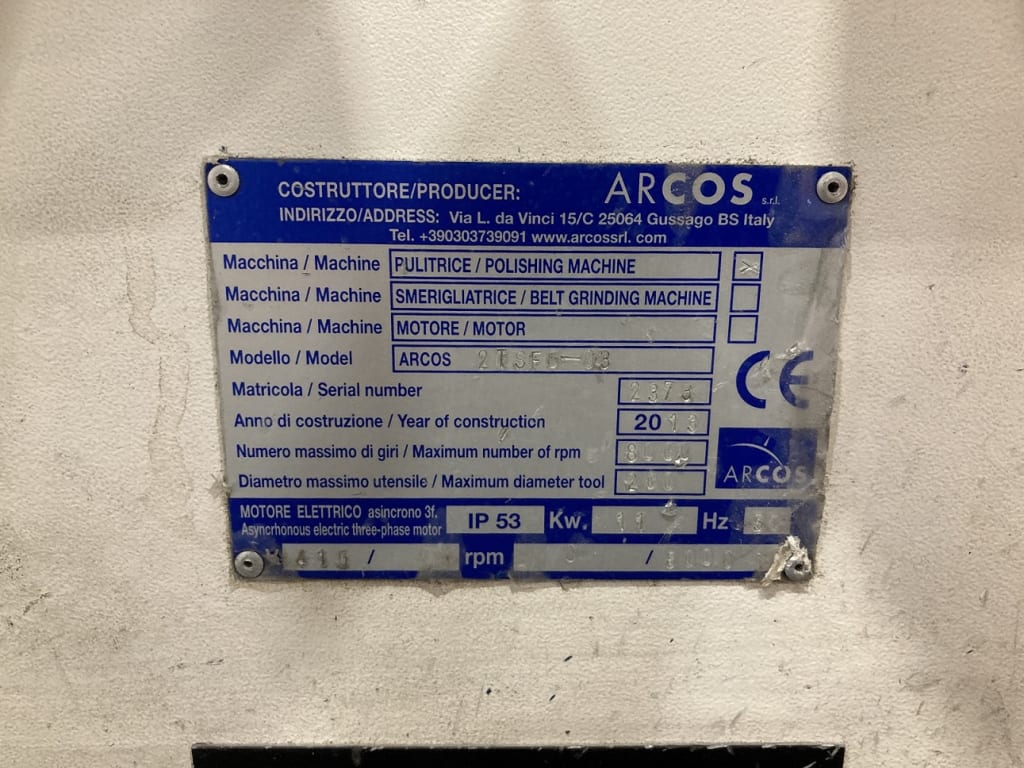 COSTRUTTORE/PRODUCER: ARCOS s.r.l.
INDIRIZZO/ADDRESS: Via L. da Vinci 15/C 25064 Gussago BS Italy
Tel. +390303739091 www.arcossrl.com
Macchina / Machine PULITRICE / POLISHING MACHINE X
Macchina / Machine SMERIGLIATRICE / BELT GRINDING MACHINE
Macchina / Machine MOTORE / MOTOR
Modello / Model ARCOS
Matricola / Serial number
Anno di costruzione / Year of construction 2013
CE
Numero massimo di giri / Maximum number of rpm
Diametro massimo utensile / Maximum diameter tool
ARCOS
MOTORE ELETTRICO asincrono 3f.
Asyncrhonous electric three-phase motor IP 53 Kw. 11 Hz
/ rpm /